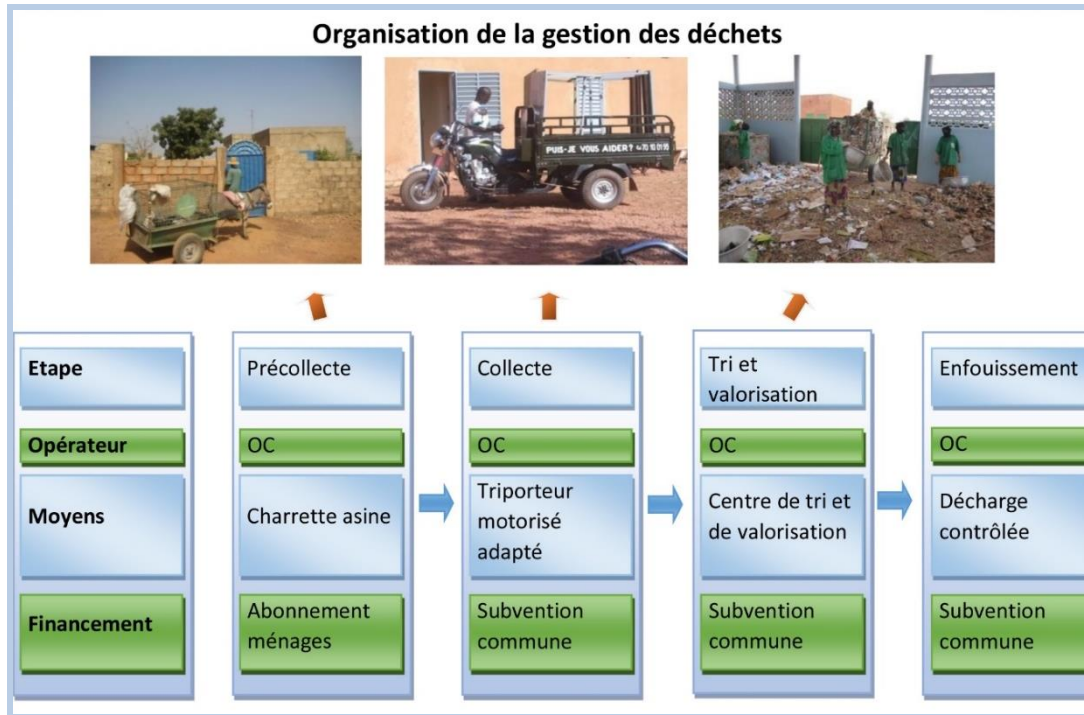 Organisation de la gestion des déchets
PUIS-JE VOUS AIDER?
Etape
Précollecte
Collecte
Tri et
valorisation
Enfouissement
Opérateur
OC
OC
OC
OC
Moyens
Charrette asine
Triporteur
motorisé
adapté
Centre de tri et
de valorisation
Décharge
contrôlée
Financement
Abonnement
ménages
Subvention
commune
Subvention
commune
Subvention
commune